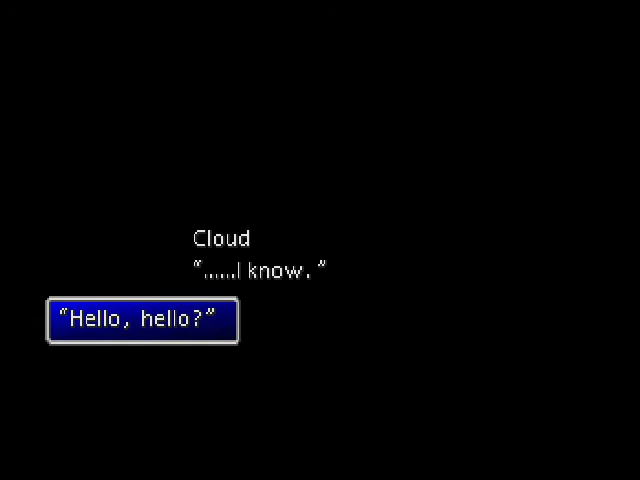 Cloud
“......I know.”
“Hello, hello?”